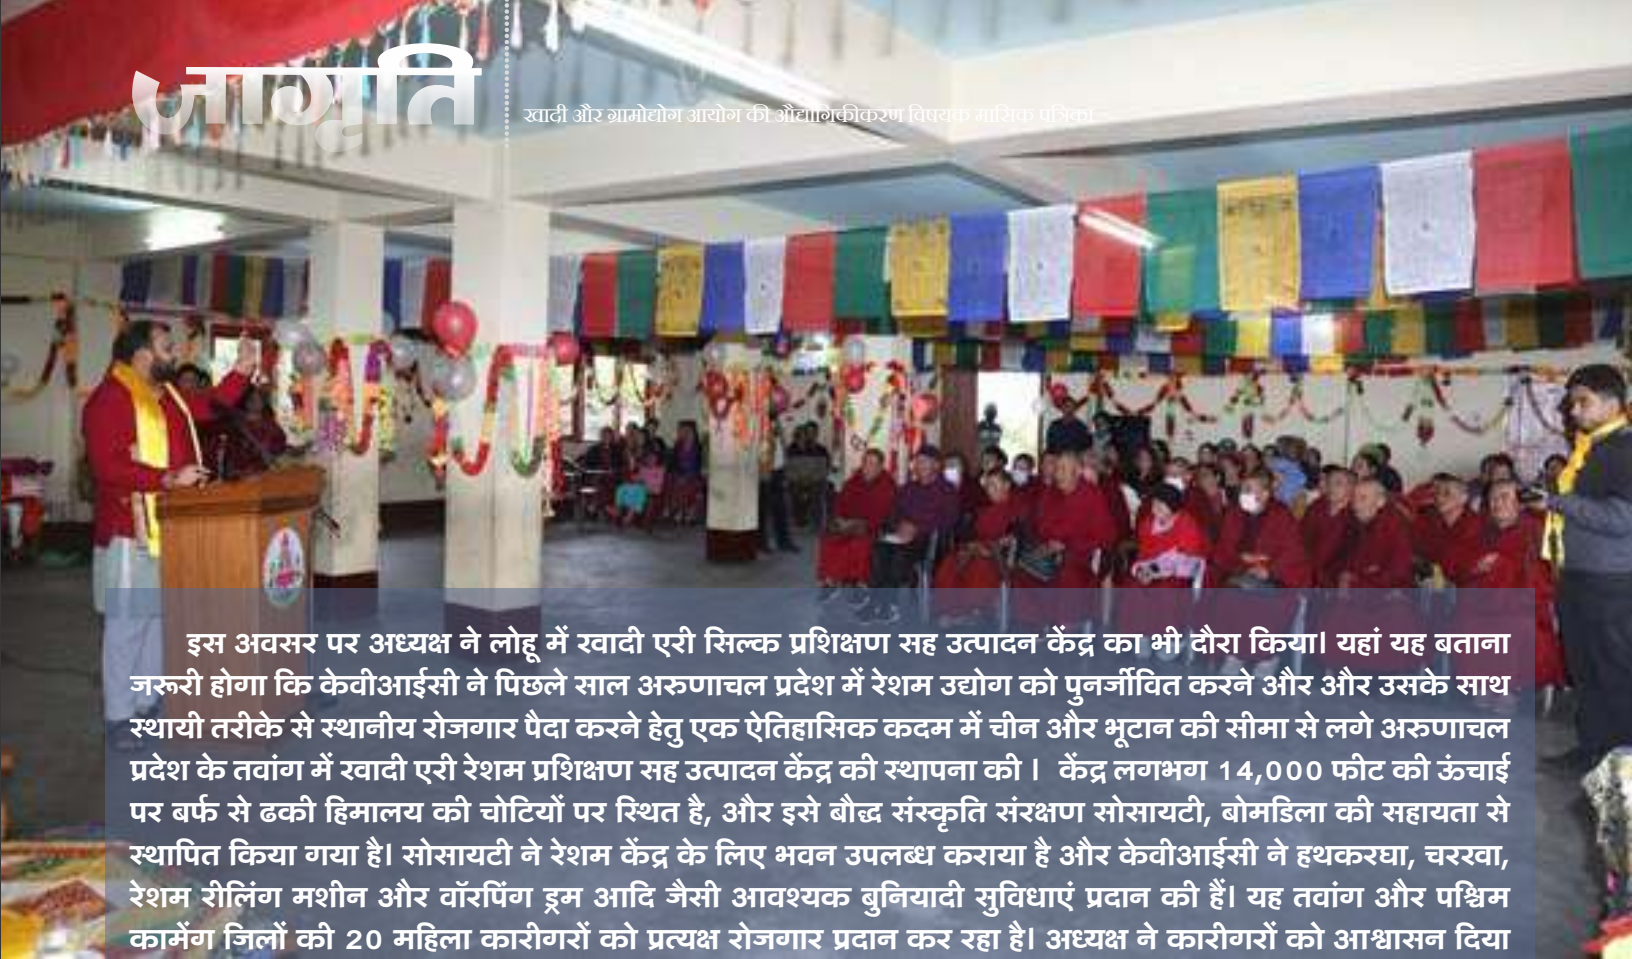 जागृति
खादी और ग्रामोद्योग आयोग की औद्योगिकीकरण विषयक मासिक पत्रिका
इस अवसर पर अध्यक्ष ने लोहू में खादी एरी सिल्क प्रशिक्षण सह उत्पादन केंद्र का भी दौरा किया। यहां यह बताना
जरूरी होगा कि केवीआईसी ने पिछले साल अरुणाचल प्रदेश में रेशम उद्योग को पुनर्जीवित करने और और उसके साथ
स्थायी तरीके से स्थानीय रोजगार पैदा करने हेतु एक ऐतिहासिक कदम में चीन और भूटान की सीमा से लगे अरुणाचल
प्रदेश के तवांग में खादी एरी रेशम प्रशिक्षण सह उत्पादन केंद्र की स्थापना की । केंद्र लगभग 14,000 फीट की ऊंचाई
पर बर्फ से ढकी हिमालय की चोटियों पर स्थित है, और इसे बौद्ध संस्कृति संरक्षण सोसायटी, बोमडिला की सहायता से
स्थापित किया गया है। सोसायटी ने रेशम केंद्र के लिए भवन उपलब्ध कराया है और केवीआईसी ने हथकरघा, चरखा,
रेशम रीलिंग मशीन और वॉरपिंग ड्रम आदि जैसी आवश्यक बुनियादी सुविधाएं प्रदान की हैं। यह तवांग और पश्चिम
कामेंग जिलों की 20 महिला कारीगरों को प्रत्यक्ष रोजगार प्रदान कर रहा है। अध्यक्ष ने कारीगरों को आश्वासन दिया